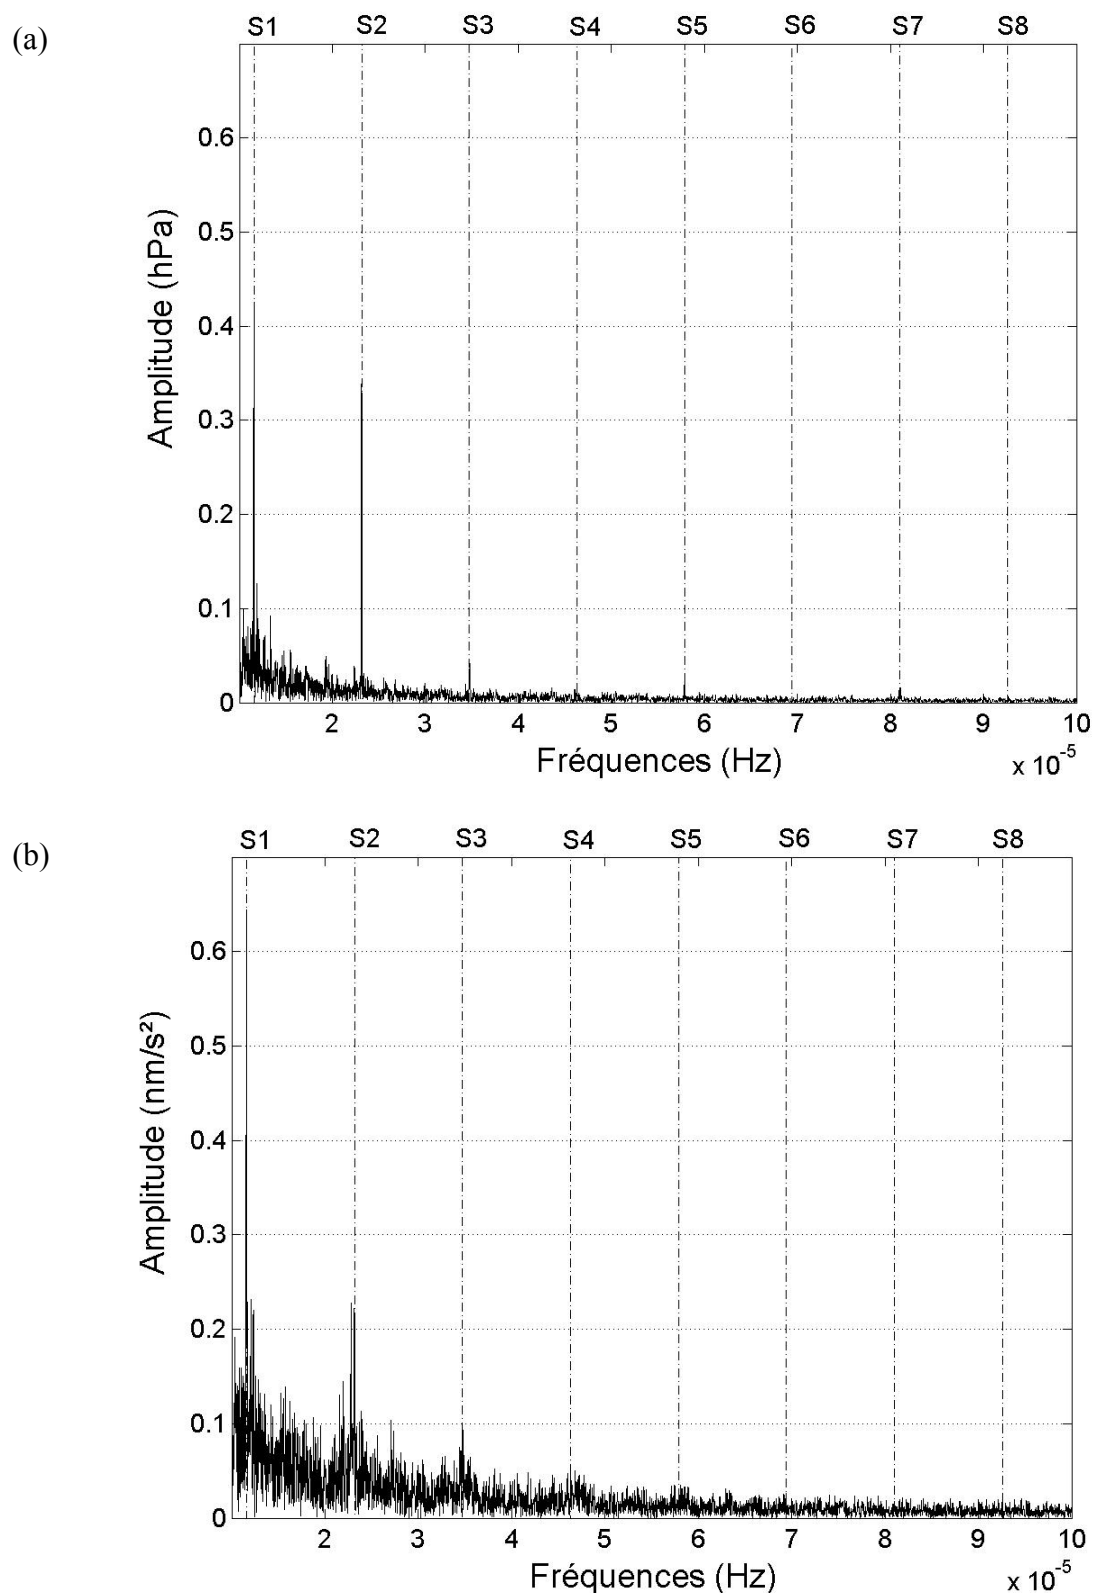 (a)
S1 S2 S3 S4 S5 S6 S7 S8
0.6
0.5
0.4
0.3
0.2
0.1
0
Amplitude (hPa)
2 3 4 5 6 7 8 9 10
Fréquences (Hz)
x 10⁻⁵
(b)
S1 S2 S3 S4 S5 S6 S7 S8
0.6
0.5
0.4
0.3
0.2
0.1
0
Amplitude (nm/s²)
2 3 4 5 6 7 8 9 10
Fréquences (Hz)
x 10⁻⁵